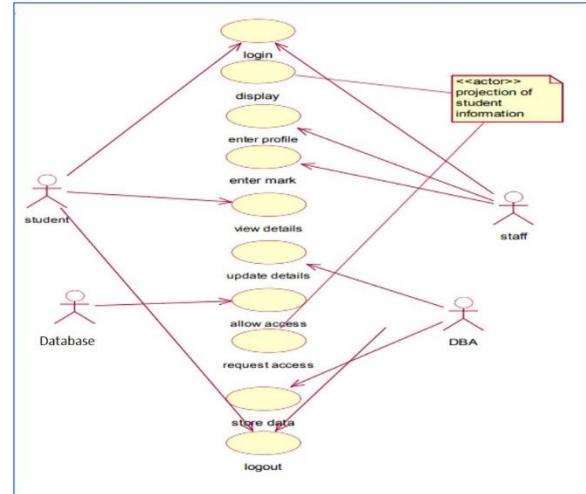 login
display
<<actor>>
projection of
student
information
enter profile
enter mark
student
view details
staff
update details
Database
allow access
DBA
request access
store data
logout